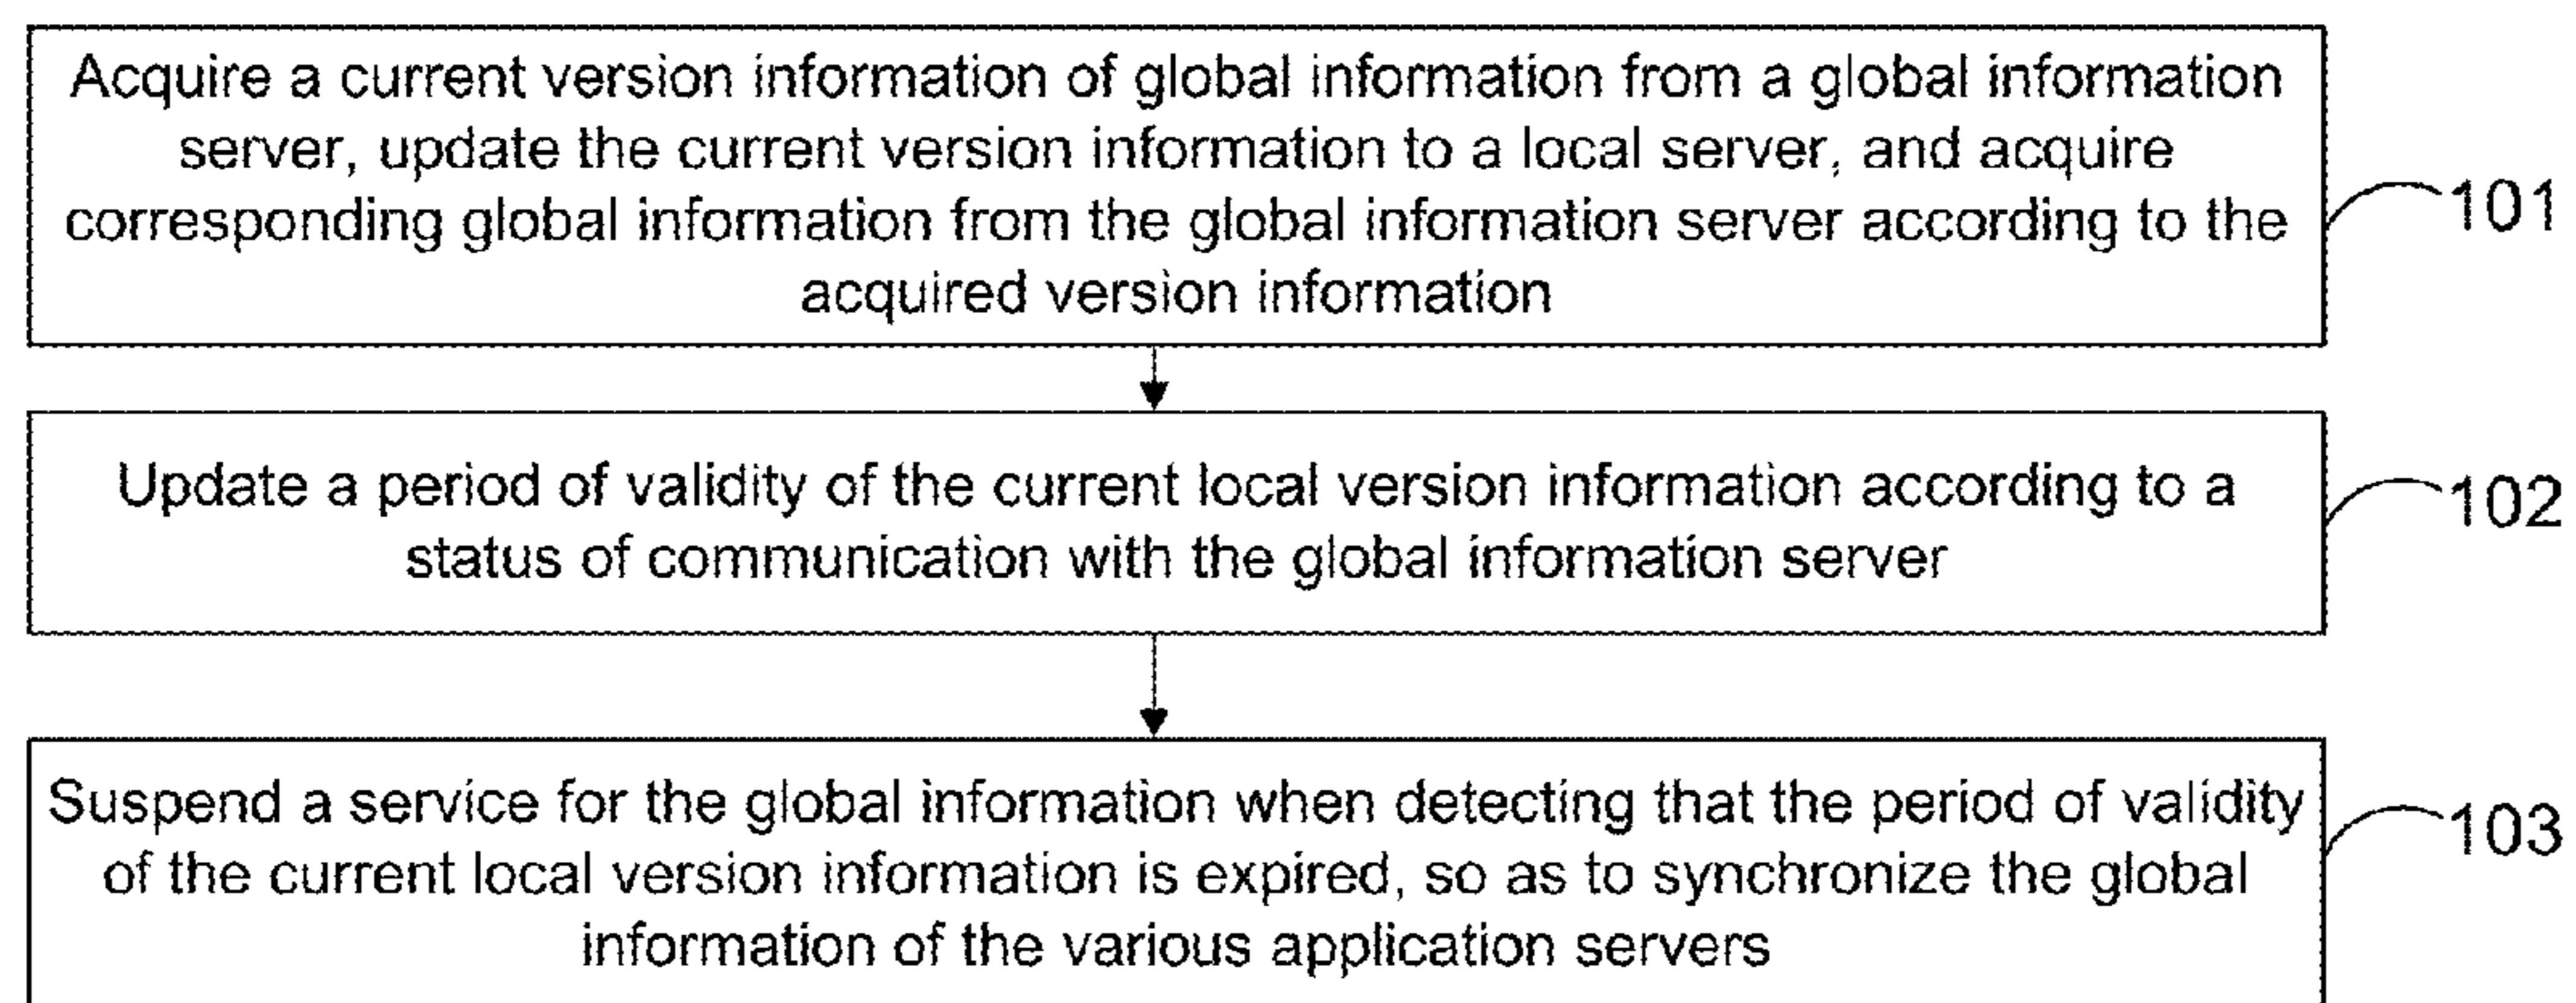 Acquire a current version information of global information from a global information
server, update the current version information to a local server, and acquire
corresponding global information from the global information server according to the
acquired version information
101
Update a period of validity of the current local version information according to a
status of communication with the global information server
102
Suspend a service for the global information when detecting that the period of validity
of the current local version information is expired, so as to synchronize the global
information of the various application servers
103